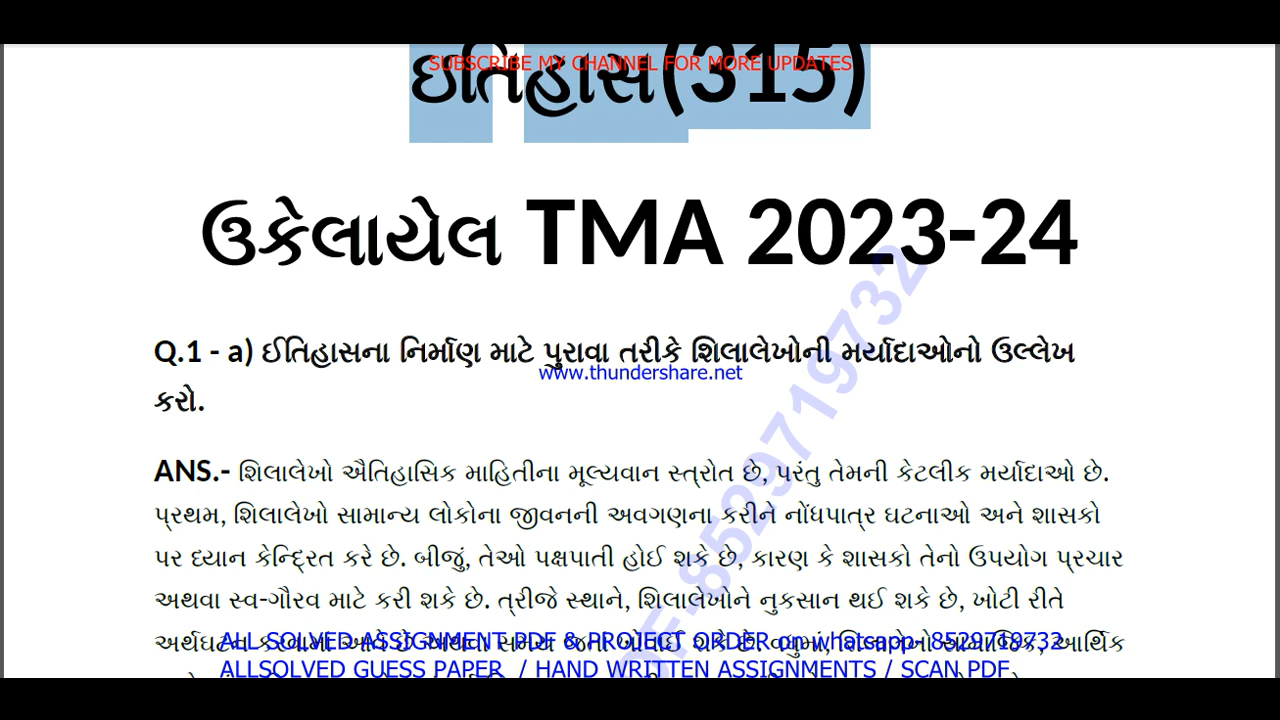 ઇતિહાસ(315)
SUBSCRIBE MY CHANNEL FOR MORE UPDATES
ઉકેલાયેલ TMA 2023-24
Q.1 - a) ઈતિહાસના નિર્માણ માટે પુરાવા તરીકે શિલાલેખોની મર્યાદાઓનો ઉલ્લેખ
www.thundershare.net
કરો.
ANS.- શિલાલેખો ઐતિહાસિક માહિતીના મૂલ્યવાન સ્ત્રોત છે, પરંતુ તેમની કેટલીક મર્યાદાઓ છે.
પ્રથમ, શિલાલેખો સામાન્ય લોકોના જીવનની અવગણના કરીને નોંધપાત્ર ઘટનાઓ અને શાસકો
પર ધ્યાન કેન્દ્રિત કરે છે. બીજું, તેઓ પક્ષપાતી હોઈ શકે છે, કારણ કે શાસકો તેનો ઉપયોગ પ્રચાર
અથવા સ્વ-ગૌરવ માટે કરી શકે છે. ત્રીજે સ્થાને, શિલાલેખોને નુકસાન થઈ શકે છે, ખોટી રીતે
આર્થિક
ALL SOLVED ASSIGNMENT PDF & PROJECT ORDER on whatsapp- 8529719732
ALLSOLVED GUESS PAPER / HAND WRITTEN ASSIGNMENTS / SCAN PDF
8529719732